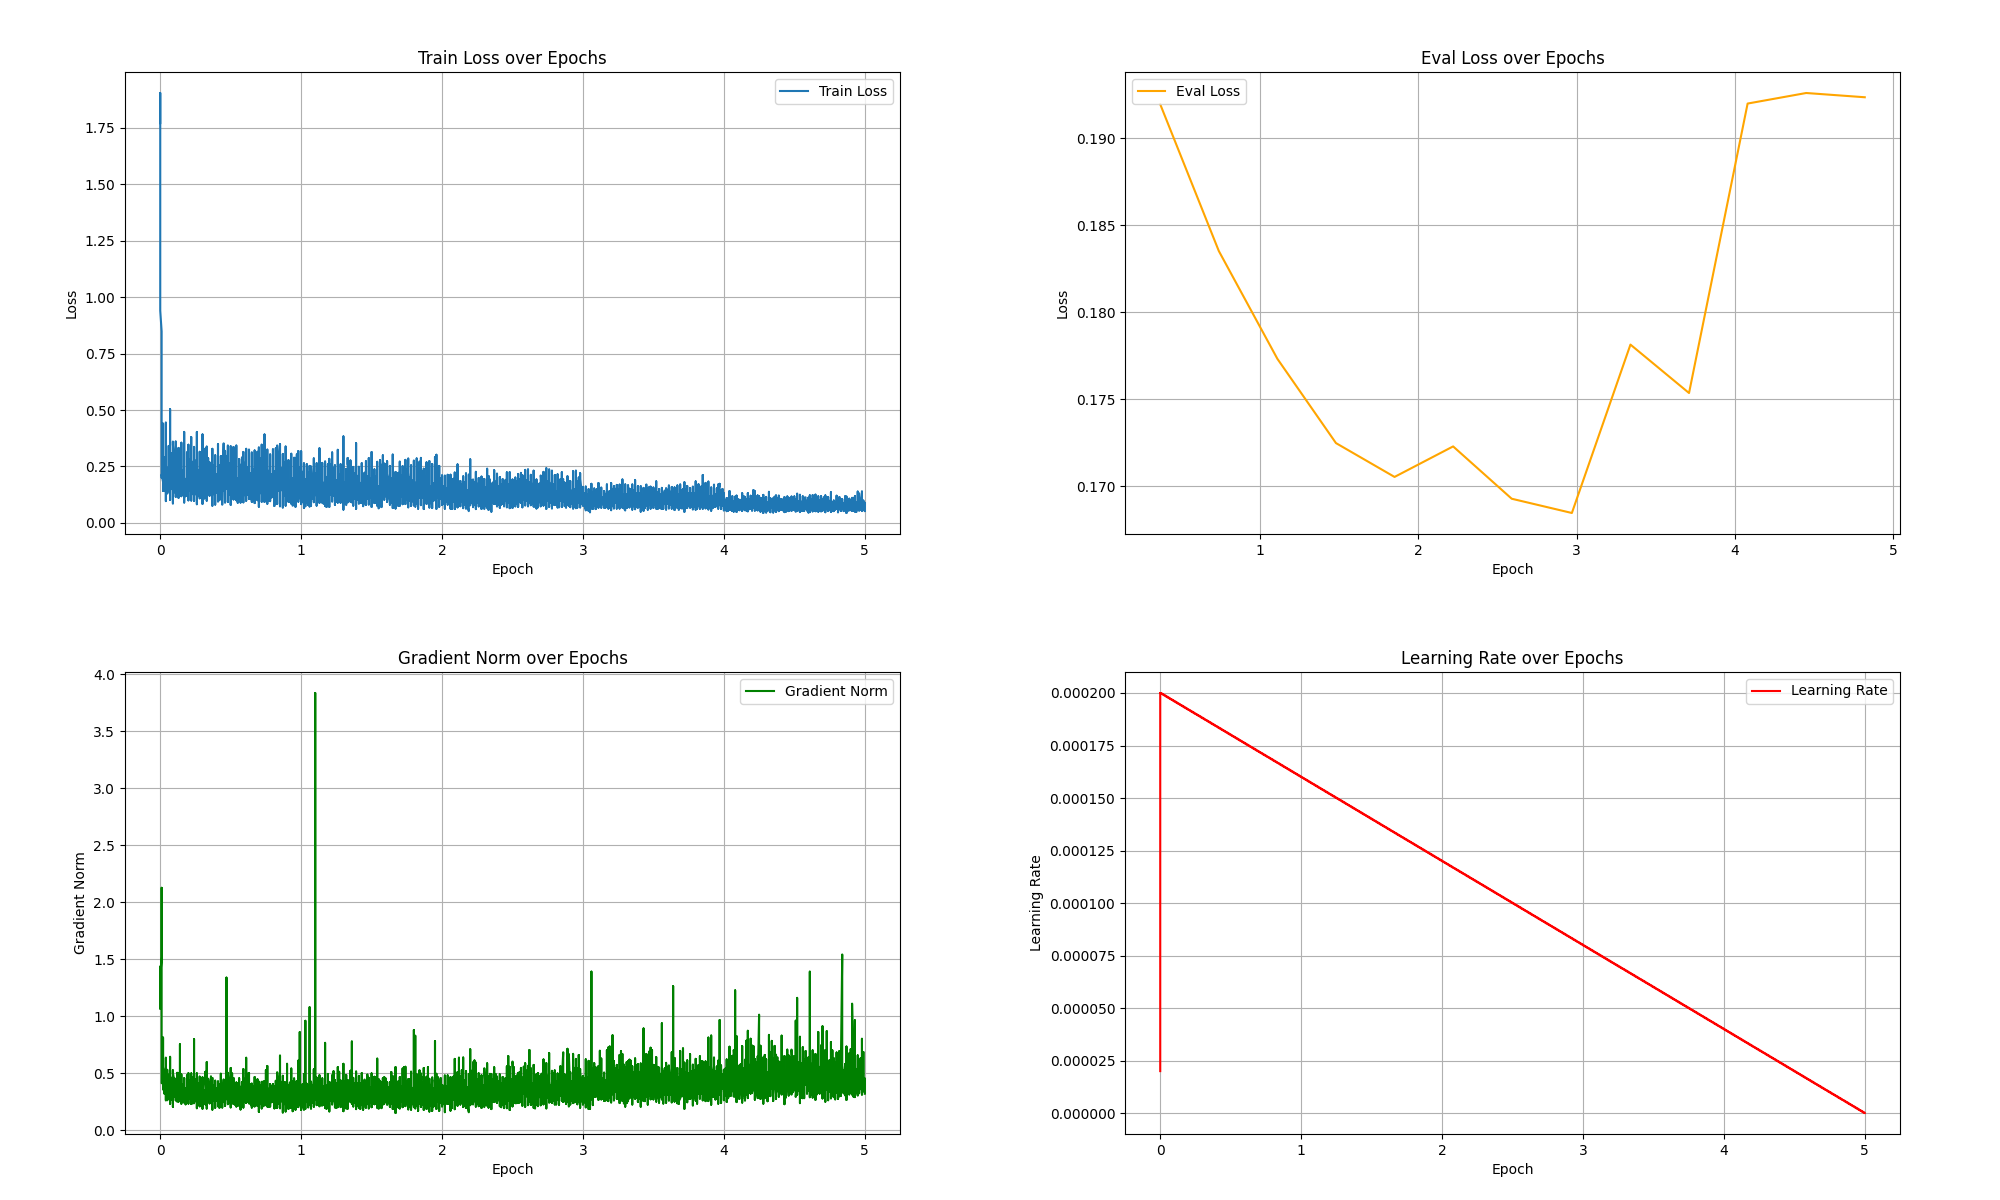 Train Loss over Epochs
Train Loss
1.75
1.50
1.25
1.00
0.75
0.50
0.25
0.00
Loss
0 1 2 3 4 5
Epoch
Eval Loss over Epochs
Eval Loss
0.190
0.185
0.180
0.175
0.170
Loss
1 2 3 4 5
Epoch
Gradient Norm over Epochs
Gradient Norm
4.0
3.5
3.0
2.5
2.0
1.5
1.0
0.5
0.0
Gradient Norm
0 1 2 3 4 5
Epoch
Learning Rate over Epochs
Learning Rate
0.000200
0.000175
0.000150
0.000125
0.000100
0.000075
0.000050
0.000025
0.000000
Learning Rate
0 1 2 3 4 5
Epoch